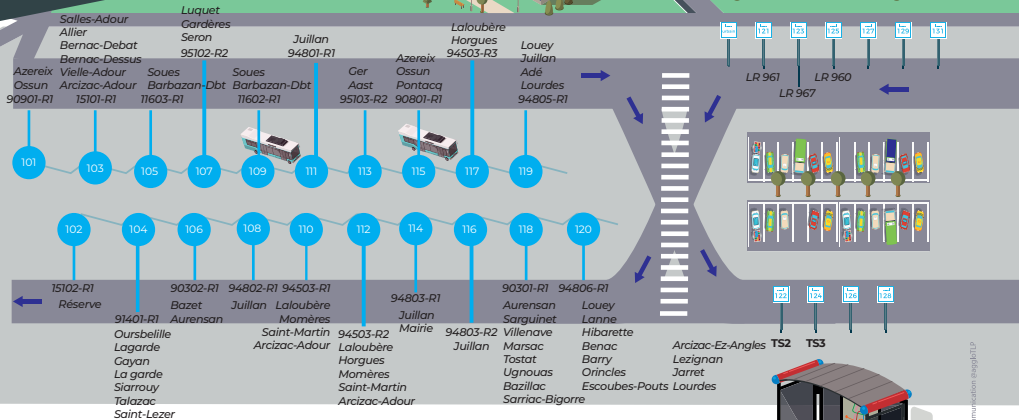 Salles-Adour
Allier
Bernac-Debat
Bernac-Dessus
Vielle-Adour
Arcizac-Adour
15101-R1
Azereix
Ossun
90901-R1
Soues
Barbazan-Dbt
11603-R1
Luquet
Gardères
Seron
95102-R2
Soues
Barbazan-Dbt
11602-R1
Juillan
94801-R1
Ger
Aast
95103-R2
Azereix
Ossun
Pontacq
90801-R1
Laloubère
Horgues
94503-R3
Louey
Juillan
Adé
Lourdes
94805-R1
121
123
125
127
129
131
LR 961
LR 967
LR 960
101
103
105
107
109
111
113
115
117
119
102
104
106
108
110
112
114
116
118
120
15102-R1
Réserve
91401-R1
Oursbelille
Lagarde
Gayan
La garde
Siarrouy
Talazac
Saint-Lezer
90302-R1
Bazet
Aurensan
94802-R1
Juillan
94503-R1
Laloubère
Momères
Saint-Martin
Arcizac-Adour
94503-R2
Laloubère
Horgues
Momères
Saint-Martin
Arcizac-Adour
94803-R1
Juillan
Mairie
94803-R2
Juillan
90301-R1
Aurensan
Sarguinet
Villenave
Marsac
Tostat
Ugnouas
Bazillac
Sarriac-Bigorre
94806-R1
Louey
Lanne
Hibarette
Benac
Barry
Orincles
Escoubes-Pouts
Arcizac-Ez-Angles
Lezignan
Jarret
Lourdes
122
124
126
128
TS2
TS3
munication @aggloTLP